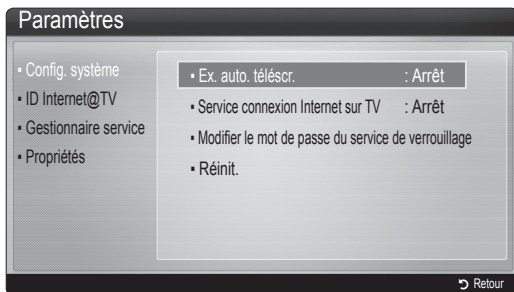 Paramètres
▪ Config. système
▪ ID Internet@TV
▪ Gestionnaire service
▪ Propriétés
▪ Ex. auto. téléscr. : Arrêt
▪ Service connexion Internet sur TV : Arrêt
▪ Modifier le mot de passe du service de verrouillage
▪ Réinit.
Retour